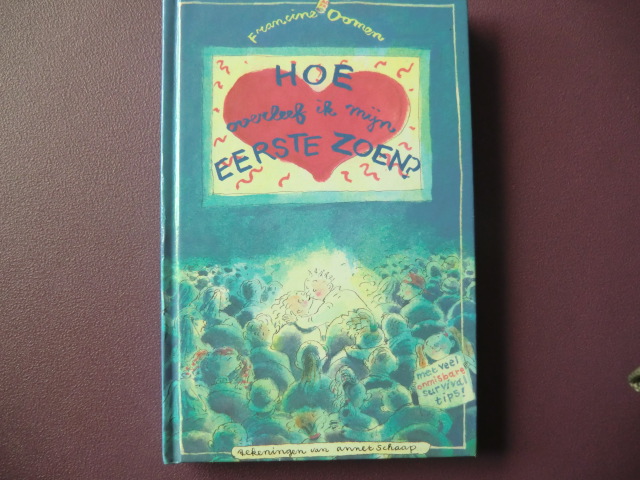 Francine Oomen
HOE
overleef ik mijn
EERSTE ZOEN?
met veel
onmisbare
survival
tips!
tekeningen van annet schaap